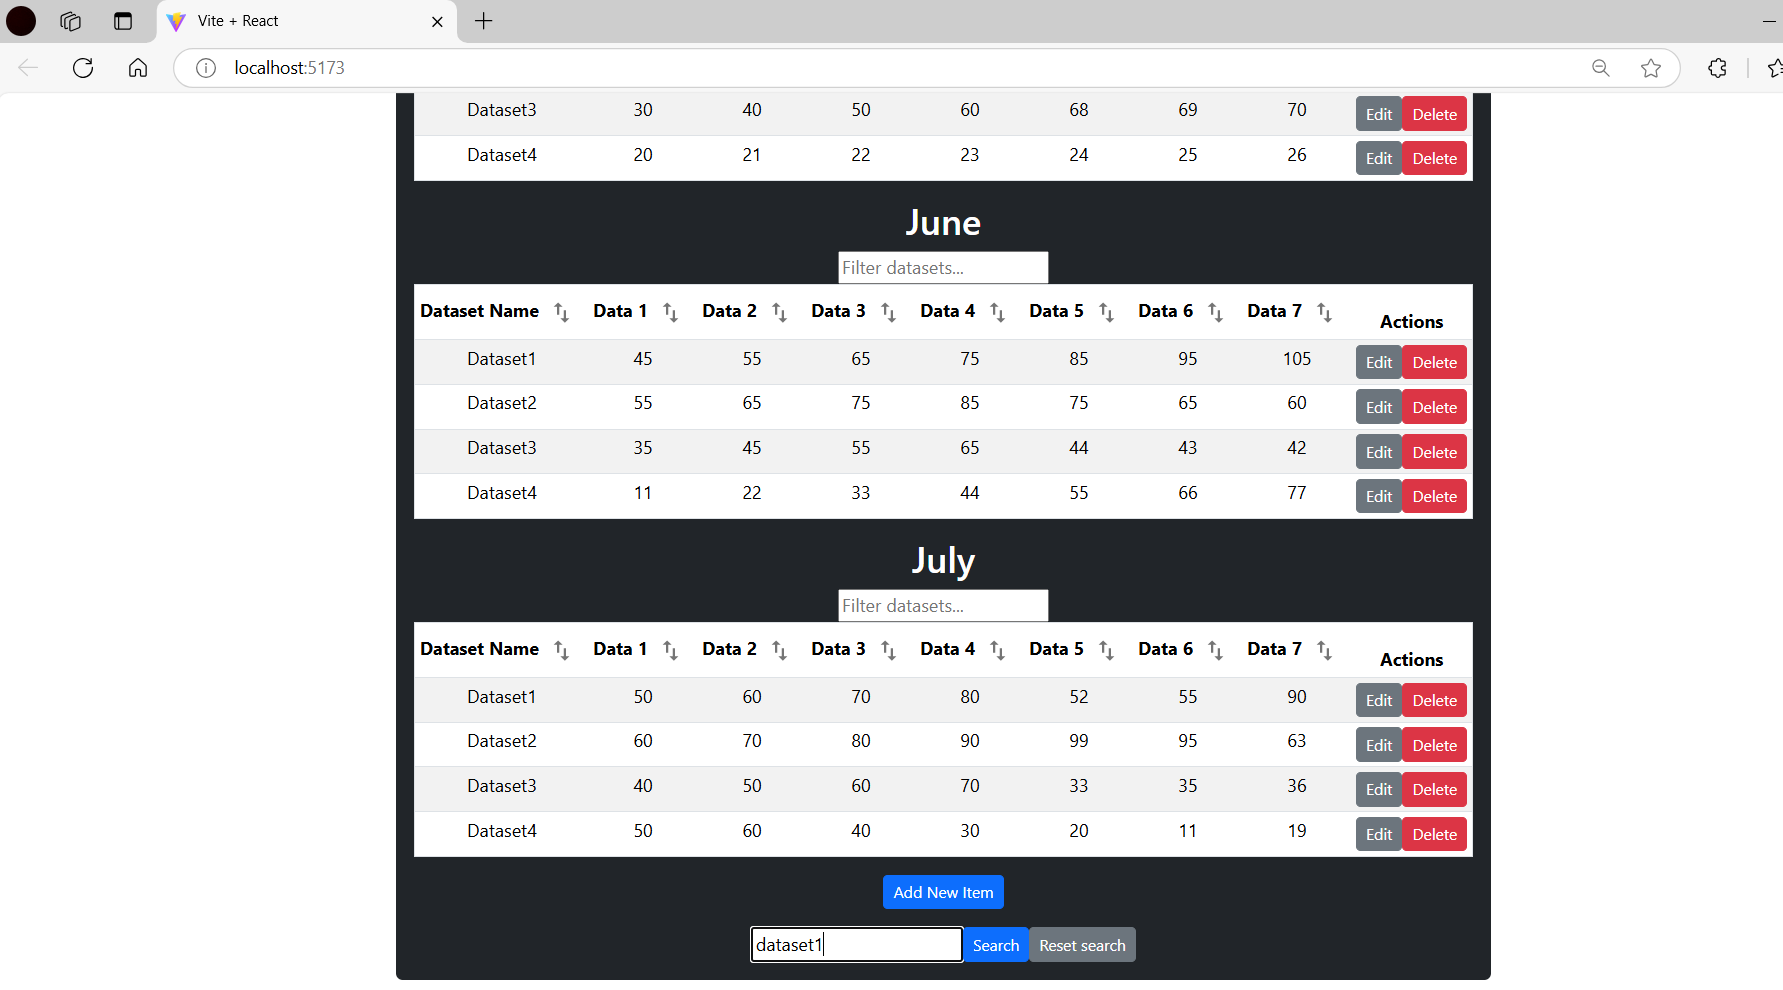 Vite + React
localhost:5173
Dataset3 30 40 50 60 68 69 70 Edit Delete
Dataset4 20 21 22 23 24 25 26 Edit Delete
June
Filter datasets...
Dataset Name Data 1 Data 2 Data 3 Data 4 Data 5 Data 6 Data 7 Actions
Dataset1 45 55 65 75 85 95 105 Edit Delete
Dataset2 55 65 75 85 75 65 60 Edit Delete
Dataset3 35 45 55 65 44 43 42 Edit Delete
Dataset4 11 22 33 44 55 66 77 Edit Delete
July
Filter datasets...
Dataset Name Data 1 Data 2 Data 3 Data 4 Data 5 Data 6 Data 7 Actions
Dataset1 50 60 70 80 52 55 90 Edit Delete
Dataset2 60 70 80 90 99 95 63 Edit Delete
Dataset3 40 50 60 70 33 35 36 Edit Delete
Dataset4 50 60 40 30 20 11 19 Edit Delete
Add New Item
dataset1 Search Reset search